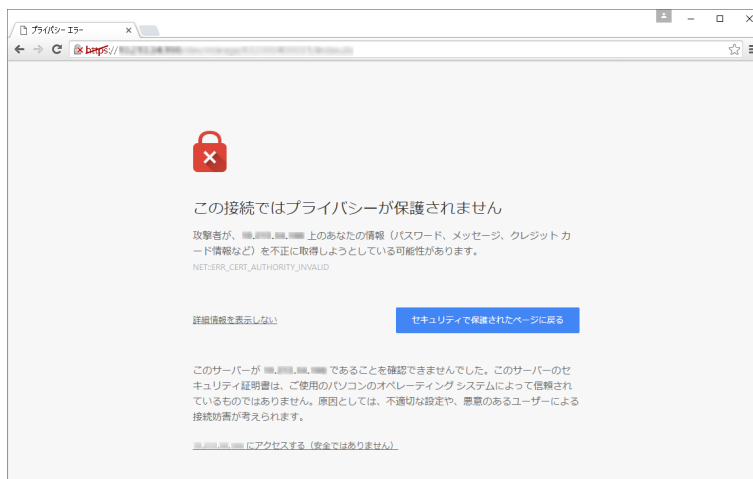 プライバシー エラー
https://
この接続ではプライバシーが保護されません
攻撃者が、 上のあなたの情報（パスワード、メッセージ、クレジット カ
ード情報など）を不正に取得しようとしている可能性があります。
NET::ERR_CERT_AUTHORITY_INVALID
詳細情報を表示しない
セキュリティで保護されたページに戻る
このサーバーが であることを確認できませんでした。このサーバーのセ
キュリティ証明書は、ご使用のパソコンのオペレーティング システムによって信頼され
ているものではありません。原因としては、不適切な設定や、悪意のあるユーザーによる
接続妨害が考えられます。
にアクセスする（安全ではありません）